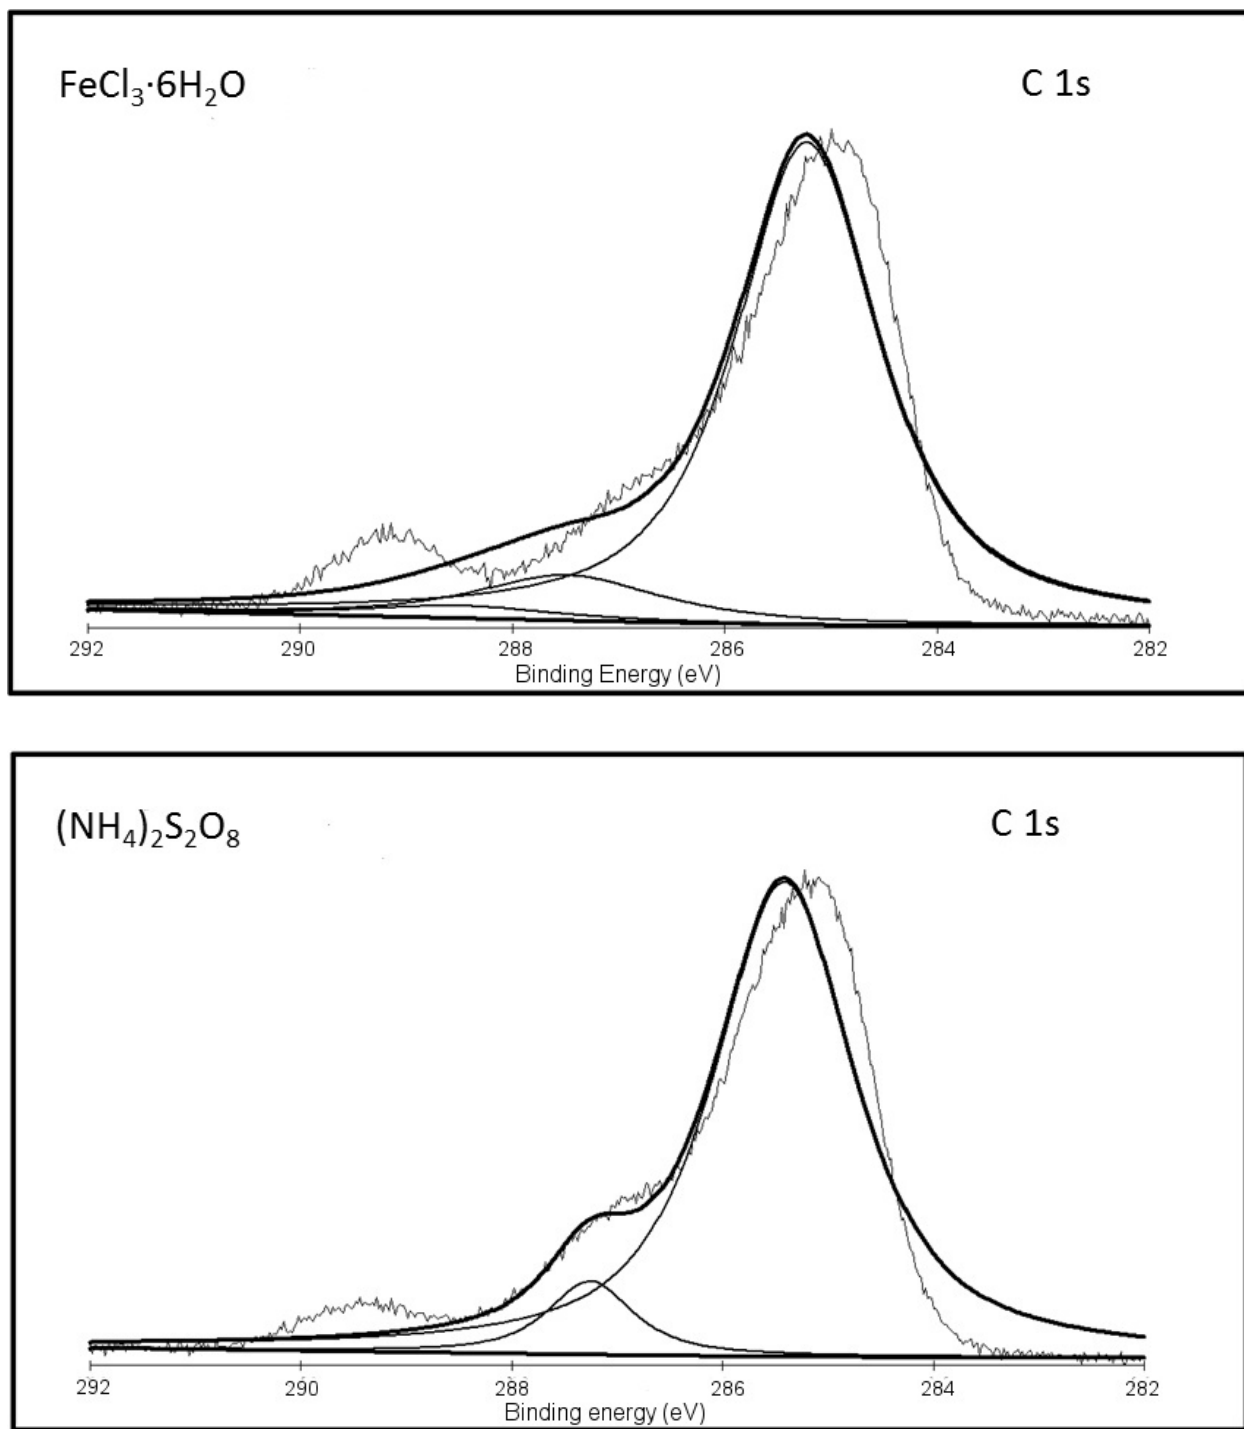 FeCl₃·6H₂O C 1s
292 290 288 286 284 282
Binding Energy (eV)
(NH₄)₂S₂O₈ C 1s
292 290 288 286 284 282
Binding energy (eV)